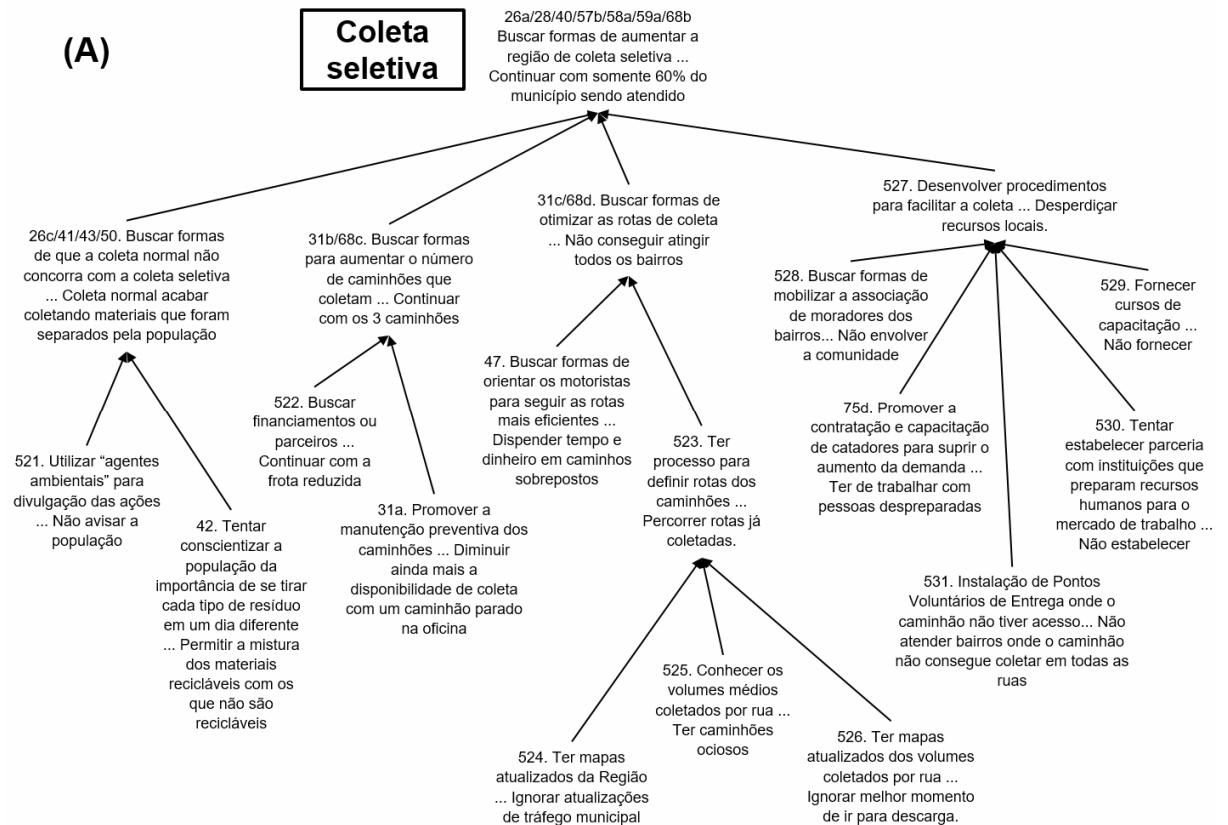 (A)
Coleta
seletiva
26a/28/40/57b/58a/59a/68b
Buscar formas de aumentar a
região de coleta seletiva ...
Continuar com somente 60% do
município sendo atendido
26c/41/43/50. Buscar formas
de que a coleta normal não
concorra com a coleta seletiva
... Coleta normal acabar
coletando materiais que foram
separados pela população
31b/68c. Buscar formas
para aumentar o número
de caminhões que
coletam ... Continuar
com os 3 caminhões
31c/68d. Buscar formas de
otimizar as rotas de coleta
... Não conseguir atingir
todos os bairros
527. Desenvolver procedimentos
para facilitar a coleta ... Desperdiçar
recursos locais.
528. Buscar formas de
mobilizar a associação
de moradores dos
bairros... Não envolver
a comunidade
529. Fornecer
cursos de
capacitação ...
Não fornecer
521. Utilizar “agentes
ambientais” para
divulgação das ações
... Não avisar a
população
42. Tentar
conscientizar a
população da
importância de se tirar
cada tipo de resíduo
em um dia diferente
... Permitir a mistura
dos materiais
recicláveis com os
que não são
recicláveis
522. Buscar
financiamentos ou
parceiros ...
Continuar com a
frota reduzida
31a. Promover a
manutenção preventiva dos
caminhões ... Diminuir
ainda mais a
disponibilidade de coleta
com um caminhão parado
na oficina
47. Buscar formas de
orientar os motoristas
para seguir as rotas
mais eficientes ...
Dispender tempo e
dinheiro em caminhos
sobrepostos
523. Ter
processo para
definir rotas dos
caminhões ...
Percorrer rotas já
coletadas.
75d. Promover a
contratação e capacitação
de catadores para suprir o
aumento da demanda ...
Ter de trabalhar com
pessoas despreparadas
530. Tentar
estabelecer parceria
com instituições que
preparam recursos
humanos para o
mercado de trabalho ...
Não estabelecer
531. Instalação de Pontos
Voluntários de Entrega onde o
caminhão não tiver acesso... Não
atender bairros onde o caminhão
não consegue coletar em todas as
ruas
524. Ter mapas
atualizados da Região
... Ignorar atualizações
de tráfego municipal
525. Conhecer os
volumes médios
coletados por rua ...
Ter caminhões
ociosos
526. Ter mapas
atualizados dos volumes
coletados por rua ...
Ignorar melhor momento
de ir para descarga.